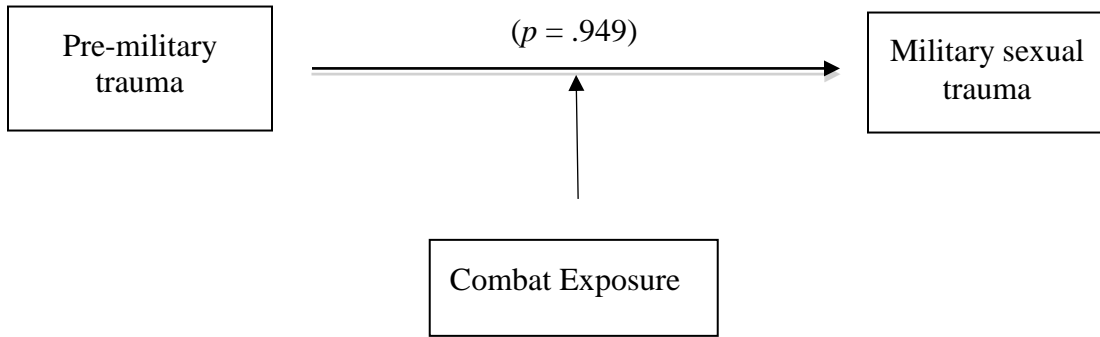 (p = .949)
Pre-military
trauma
Military sexual
trauma
Combat Exposure